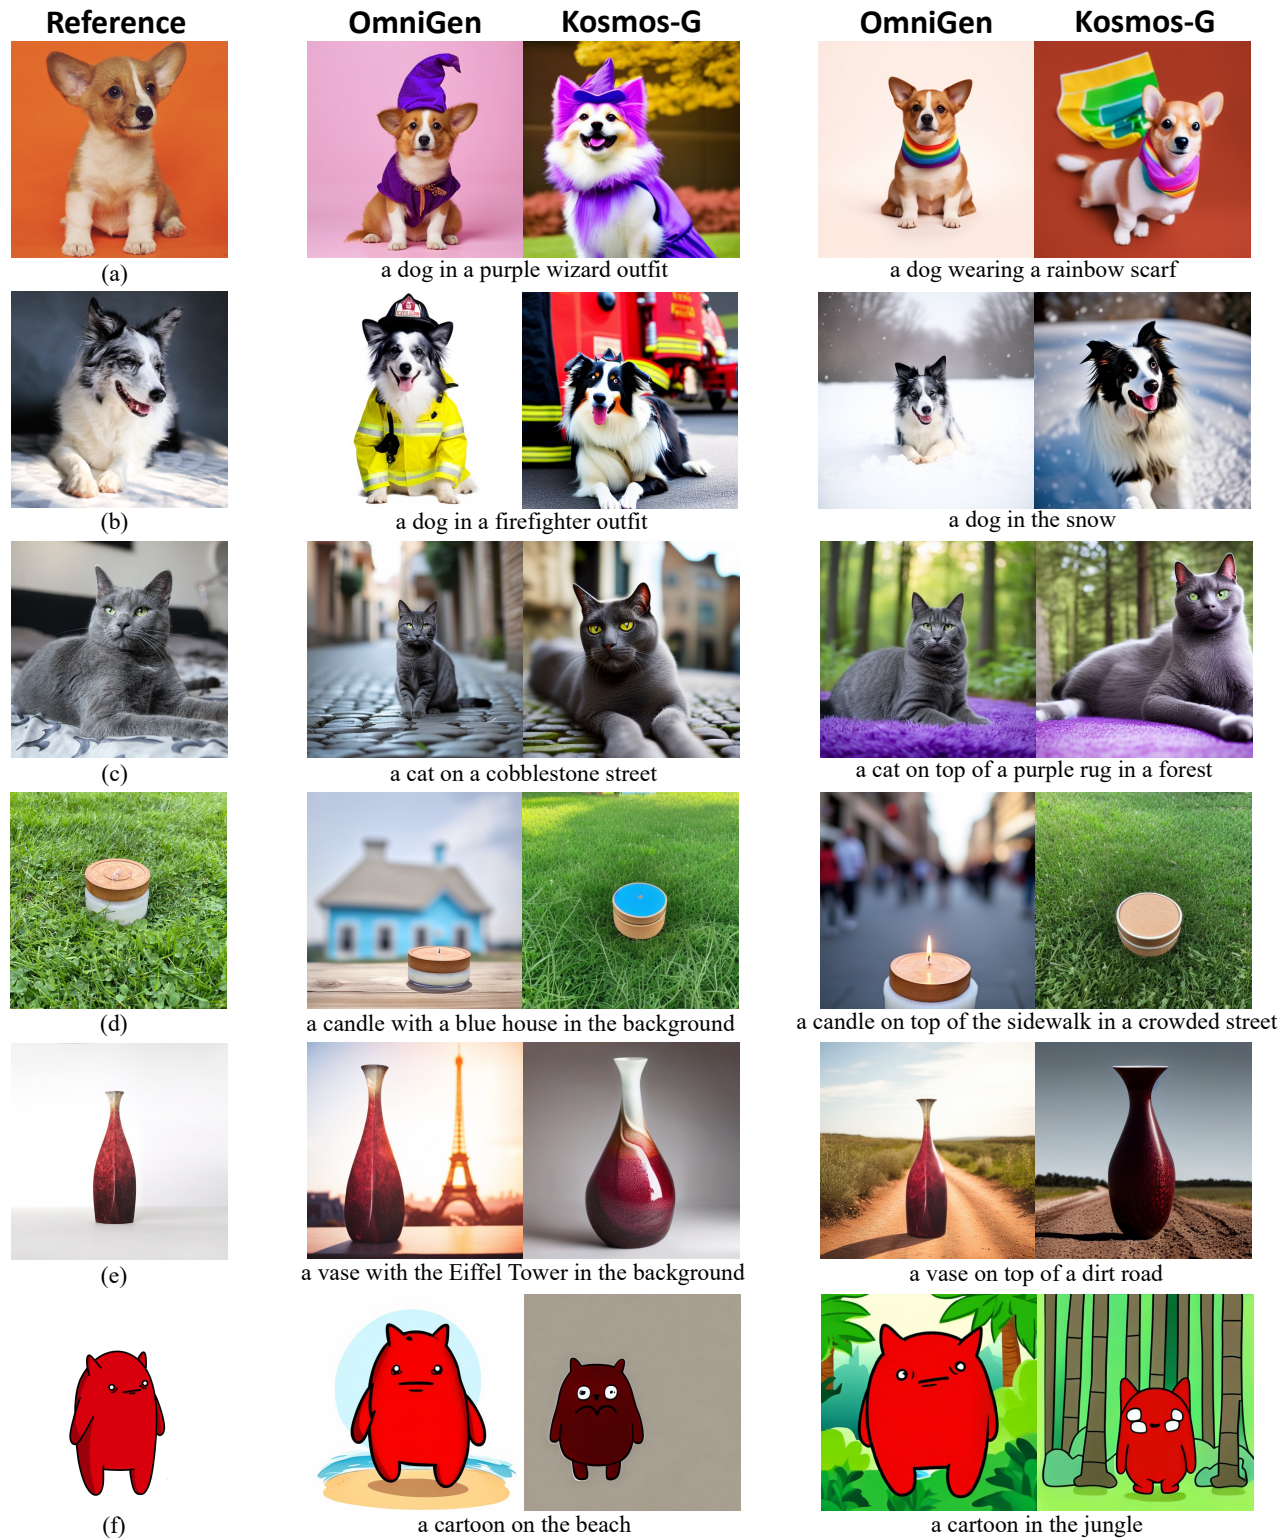 Reference OmniGen Kosmos-G OmniGen Kosmos-G
(a) a dog in a purple wizard outfit a dog wearing a rainbow scarf
(b) a dog in a firefighter outfit a dog in the snow
(c) a cat on a cobblestone street a cat on top of a purple rug in a forest
(d) a candle with a blue house in the background a candle on top of the sidewalk in a crowded street
(e) a vase with the Eiffel Tower in the background a vase on top of a dirt road
(f) a cartoon on the beach a cartoon in the jungle